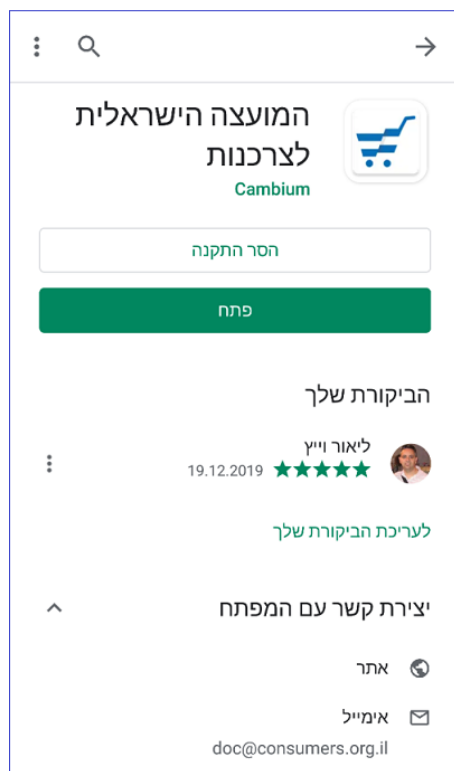 המועצה הישראלית
לצרכנות
Cambium
הסר התקנה
פתח
הביקורת שלך
ליאור וייץ
19.12.2019
לעריכת הביקורת שלך
יצירת קשר עם המפתח
אתר
אימייל
doc@consumers.org.il